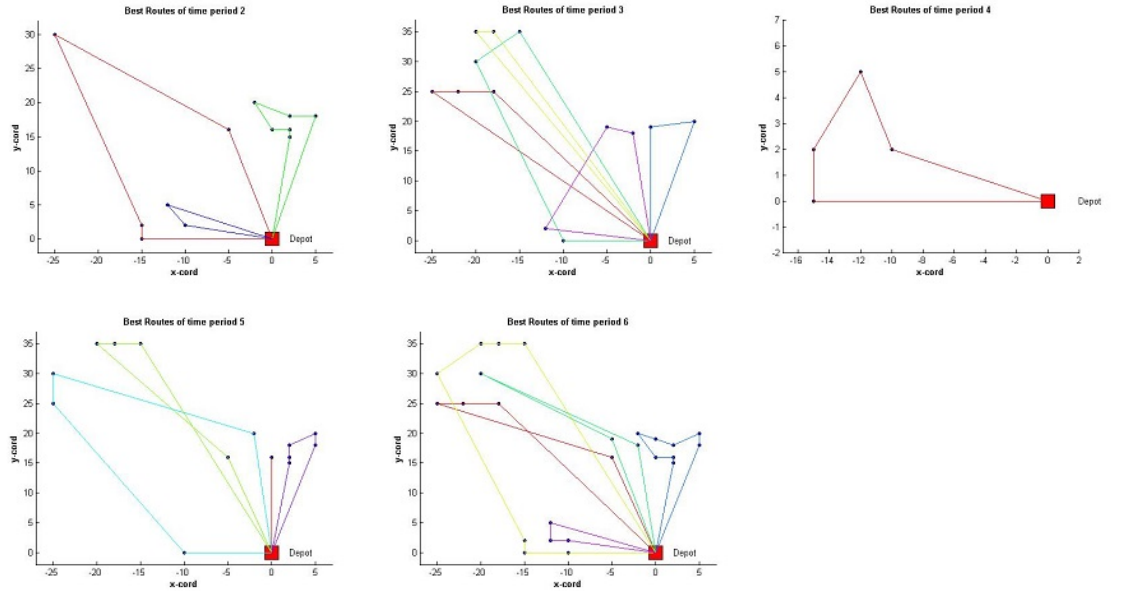 Best Routes of time period 2
30
25
20
15
10
5
0
y-cord
Depot
-25 -20 -15 -10 -5 0 5
x-cord
Best Routes of time period 3
35
30
25
20
15
10
5
0
y-cord
Depot
-25 -20 -15 -10 -5 0 5
x-cord
Best Routes of time period 4
7
6
5
4
3
2
1
0
-1
-2
y-cord
Depot
-16 -14 -12 -10 -8 -6 -4 -2 0 2
x-cord
Best Routes of time period 5
35
30
25
20
15
10
5
0
y-cord
Depot
-25 -20 -15 -10 -5 0 5
x-cord
Best Routes of time period 6
35
30
25
20
15
10
5
0
y-cord
Depot
-25 -20 -15 -10 -5 0 5
x-cord